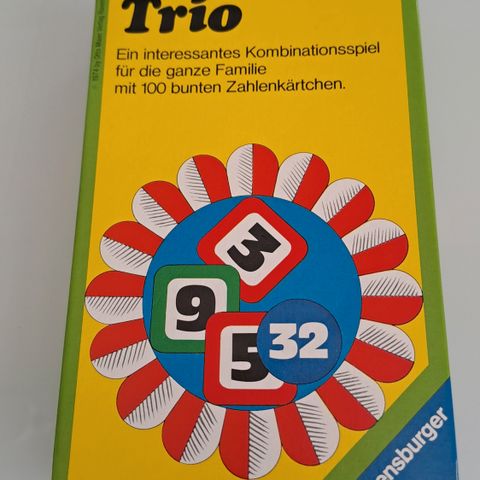 Trio
Ein interessantes Kombinationsspiel
für die ganze Familie
mit 100 bunten Zahlenkärtchen.
3
9
5
32
ensburger